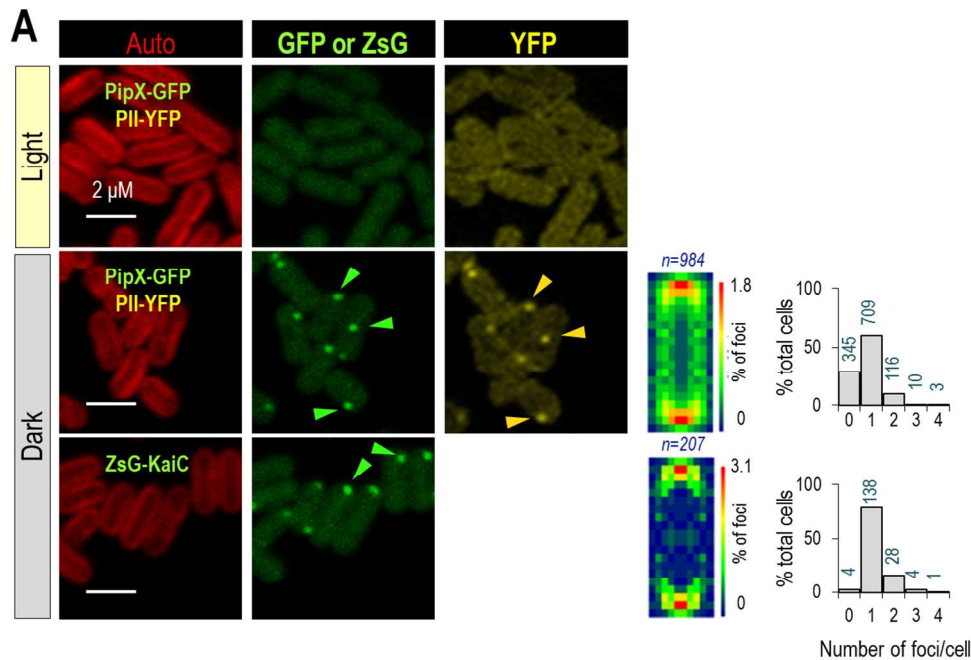 A
Auto
GFP or ZsG
YFP
Light
PipX-GFP
PII-YFP
2 µM
Dark
PipX-GFP
PII-YFP
n=984
1.8
% of foci
0
100
50
0
% total cells
345
709
116
10
3
0 1 2 3 4
ZsG-KaiC
n=207
3.1
% of foci
0
100
50
0
% total cells
4
138
28
4
1
0 1 2 3 4
Number of foci/cell